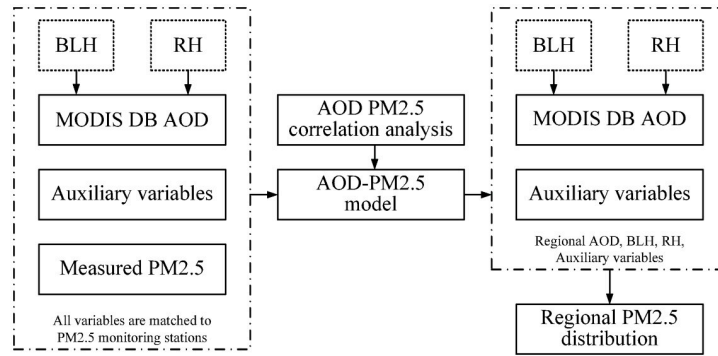 BLH
RH
MODIS DB AOD
Auxiliary variables
Measured PM2.5
All variables are matched to
PM2.5 monitoring stations
AOD PM2.5
correlation analysis
AOD-PM2.5
model
BLH
RH
MODIS DB AOD
Auxiliary variables
Regional AOD, BLH, RH,
Auxiliary variables
Regional PM2.5
distribution